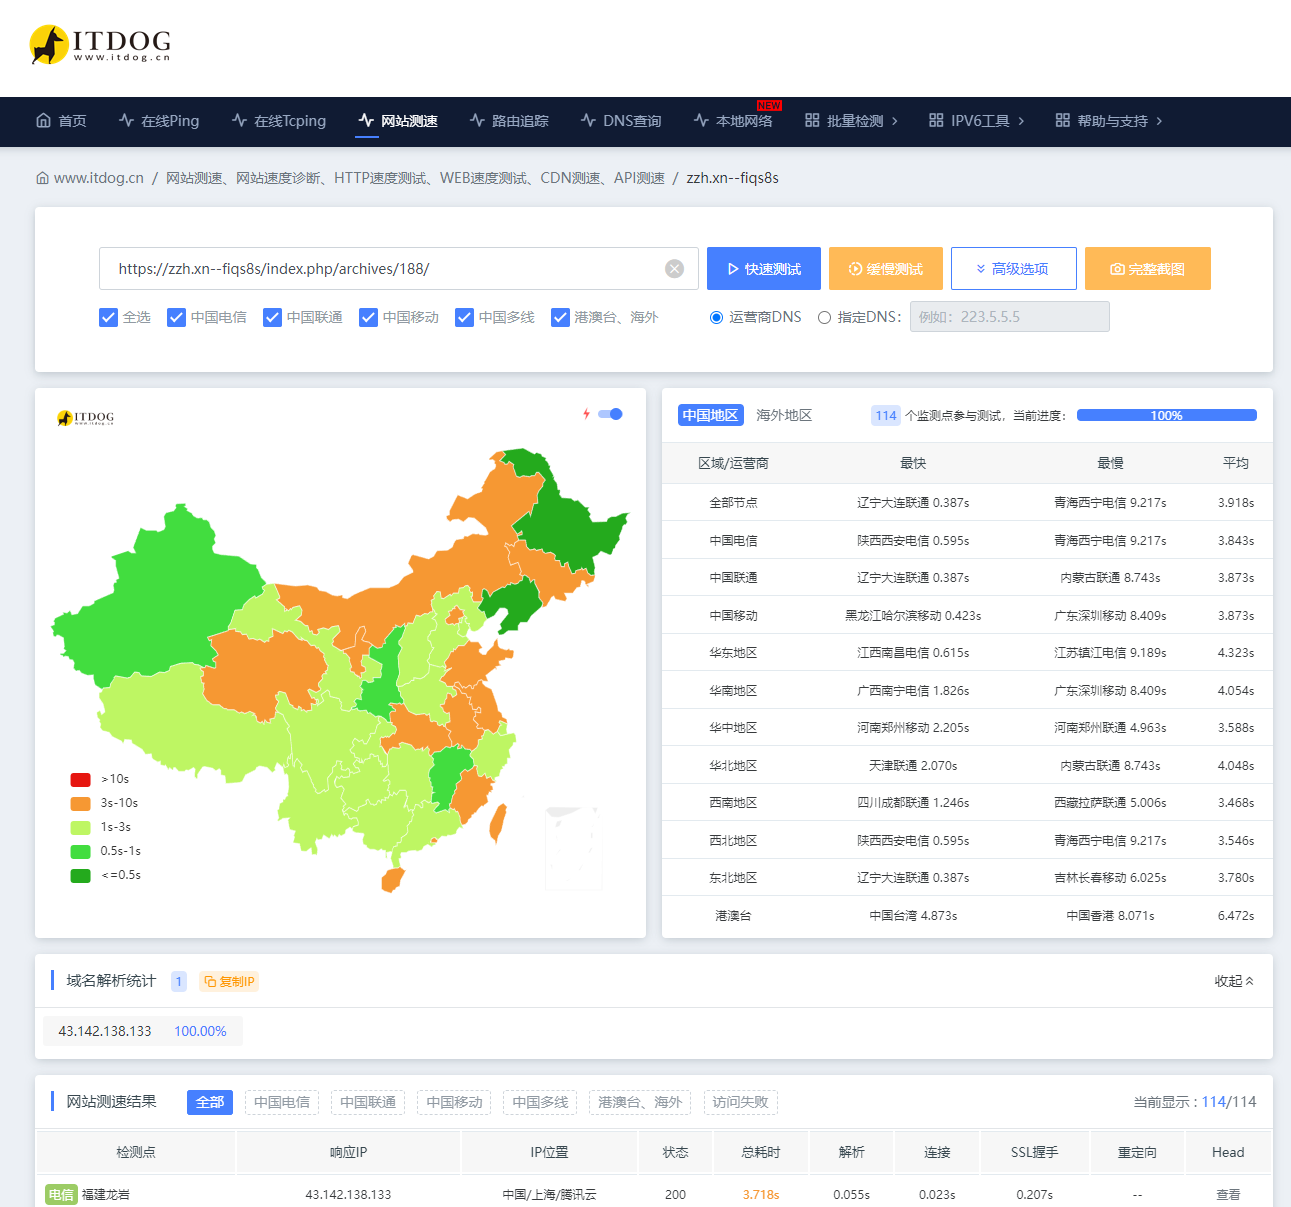 ITDOG
www.itdog.cn
首页 在线Ping 在线Tcping 网站测速 路由追踪 DNS查询 本地网络 NEW 批量检测 IPV6工具 帮助与支持
www.itdog.cn / 网站测速、网站速度诊断、HTTP速度测试、WEB速度测试、CDN测速、API测速 / zzh.xn--fiqs8s
https://zzh.xn--fiqs8s/index.php/archives/188/ 快速测试 缓慢测试 高级选项 完整截图
全选 中国电信 中国联通 中国移动 中国多线 港澳台、海外 运营商DNS 指定DNS: 例如：223.5.5.5
ITDOG
www.itdog.cn
>10s
3s-10s
1s-3s
0.5s-1s
<=0.5s
中国地区 海外地区 114 个监测点参与测试，当前进度: 100%
区域/运营商 最快 最慢 平均
全部节点 辽宁大连联通 0.387s 青海西宁电信 9.217s 3.918s
中国电信 陕西西安电信 0.595s 青海西宁电信 9.217s 3.843s
中国联通 辽宁大连联通 0.387s 内蒙古联通 8.743s 3.873s
中国移动 黑龙江哈尔滨移动 0.423s 广东深圳移动 8.409s 3.873s
华东地区 江西南昌电信 0.615s 江苏镇江电信 9.189s 4.323s
华南地区 广西南宁电信 1.826s 广东深圳移动 8.409s 4.054s
华中地区 河南郑州移动 2.205s 河南郑州联通 4.963s 3.588s
华北地区 天津联通 2.070s 内蒙古联通 8.743s 4.048s
西南地区 四川成都联通 1.246s 西藏拉萨联通 5.006s 3.468s
西北地区 陕西西安电信 0.595s 青海西宁电信 9.217s 3.546s
东北地区 辽宁大连联通 0.387s 吉林长春移动 6.025s 3.780s
港澳台 中国台湾 4.873s 中国香港 8.071s 6.472s
域名解析统计 1 复制IP 收起
43.142.138.133 100.00%
网站测速结果 全部 中国电信 中国联通 中国移动 中国多线 港澳台、海外 访问失败 当前显示 : 114/114
检测点 响应IP IP位置 状态 总耗时 解析 连接 SSL握手 重定向 Head
电信 福建龙岩 43.142.138.133 中国/上海/腾讯云 200 3.718s 0.055s 0.023s 0.207s -- 查看